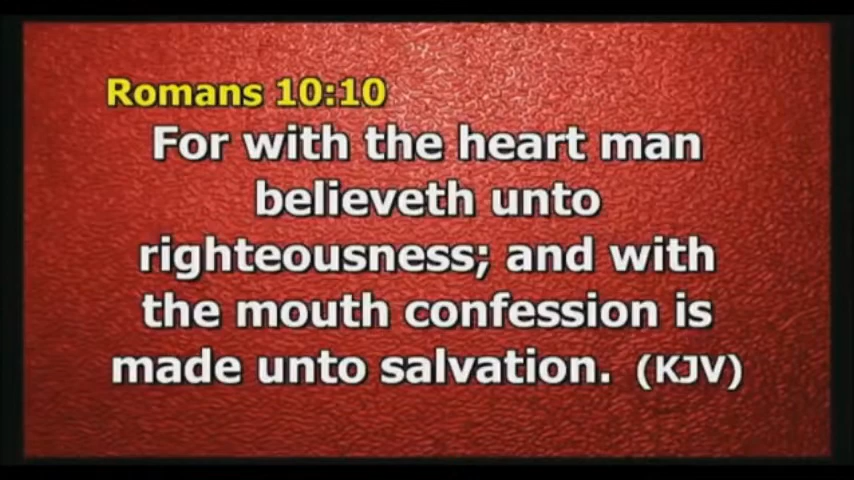 Romans 10:10
For with the heart man
believeth unto
righteousness; and with
the mouth confession is
made unto salvation. (KJV)